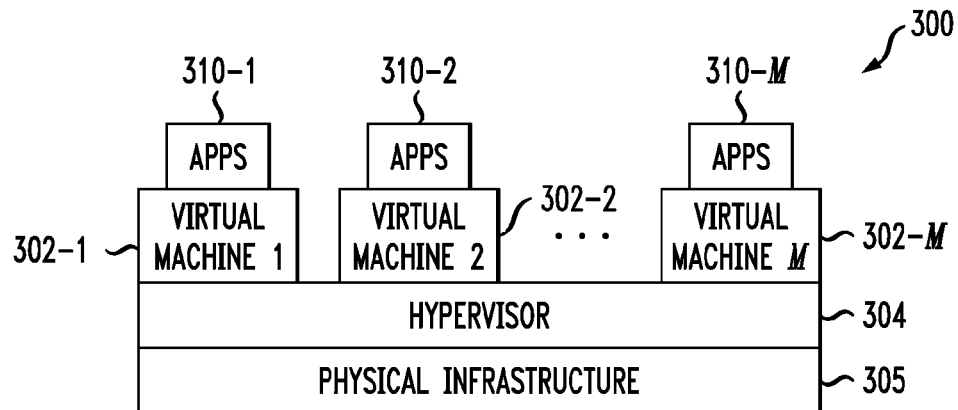 300
310-1
310-2
310-M
APPS
APPS
APPS
302-1
VIRTUAL
MACHINE 1
VIRTUAL
MACHINE 2
302-2
. . .
VIRTUAL
MACHINE M
302-M
HYPERVISOR
304
PHYSICAL INFRASTRUCTURE
305